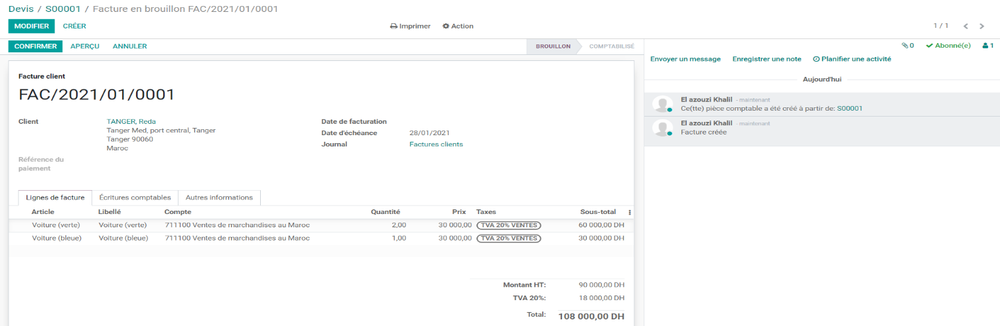 Devis / S00001 / Facture en brouillon FAC/2021/01/0001
MODIFIER CRÉER Imprimer Action 1 / 1
CONFIRMER APERÇU ANNULER BROUILLON COMPTABILISÉ 0 Abonné(e) 1
Envoyer un message Enregistrer une note Planifier une activité
Aujourd'hui
El azouzi Khalil - maintenant
Ce(tte) pièce comptable a été créé à partir de: S00001
El azouzi Khalil - maintenant
Facture créée
Facture client
FAC/2021/01/0001
Client TANGER, Reda
Tanger Med, port central, Tanger
Tanger 90060
Maroc
Référence du
paiement
Date de facturation
Date d'échéance 28/01/2021
Journal Factures clients
Lignes de facture Écritures comptables Autres informations
Article Libellé Compte Quantité Prix Taxes Sous-total
Voiture (verte) Voiture (verte) 711100 Ventes de marchandises au Maroc 2,00 30 000,00 TVA 20% VENTES 60 000,00 DH
Voiture (bleue) Voiture (bleue) 711100 Ventes de marchandises au Maroc 1,00 30 000,00 TVA 20% VENTES 30 000,00 DH
Montant HT: 90 000,00 DH
TVA 20%: 18 000,00 DH
Total: 108 000,00 DH